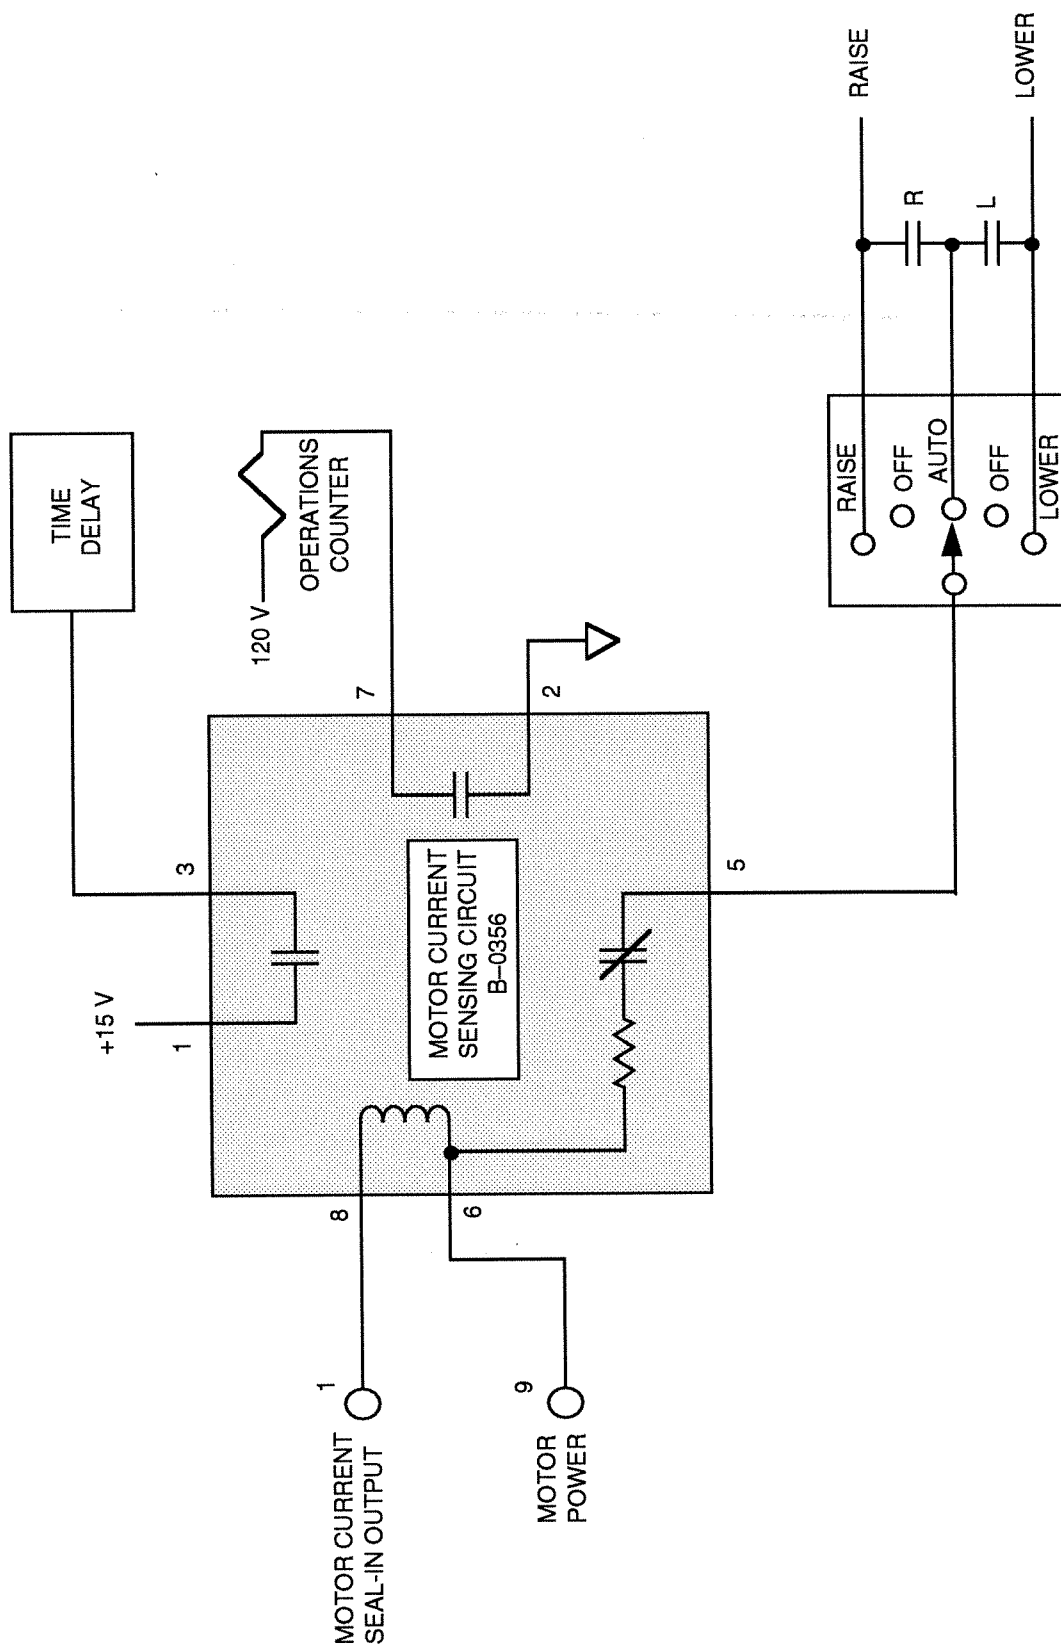 TIME
DELAY
+15 V
1
3
120 V
OPERATIONS
COUNTER
7
2
MOTOR CURRENT
SENSING CIRCUIT
B–0356
8
6
5
MOTOR CURRENT
SEAL-IN OUTPUT
1
MOTOR
POWER
9
RAISE
OFF
AUTO
OFF
LOWER
R
L
RAISE
LOWER